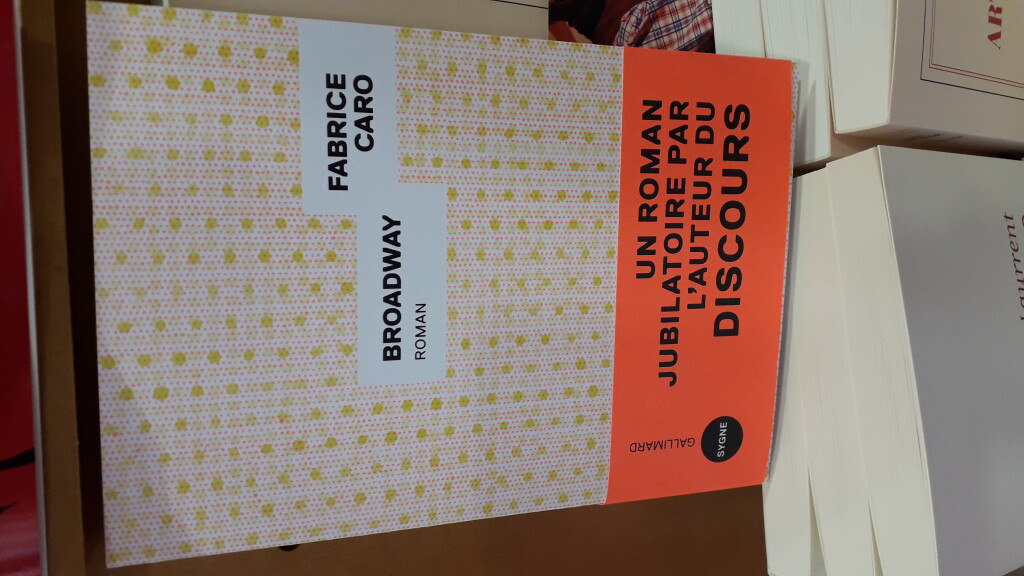 FABRICE
CARO
BROADWAY
ROMAN
UN ROMAN
JUBILATOIRE PAR
L'AUTEUR DU
DISCOURS
GALLIMARD
SYGNE